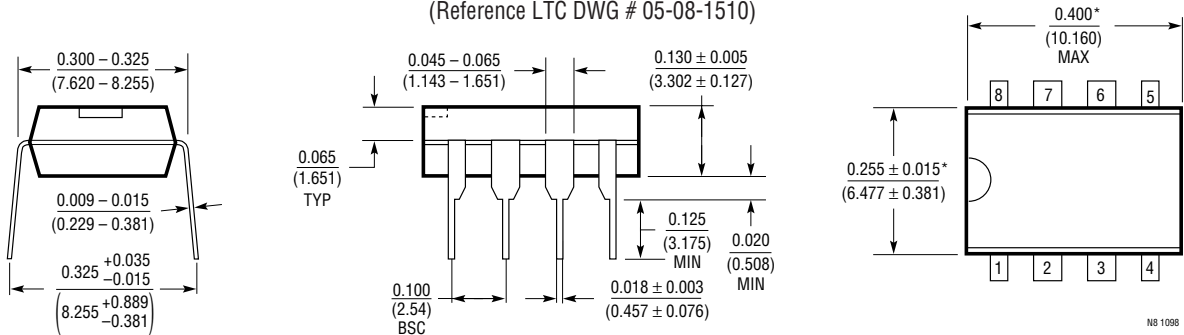 (Reference LTC DWG # 05-08-1510)
0.300 – 0.325
(7.620 – 8.255)
0.009 – 0.015
(0.229 – 0.381)
0.325 +0.035
–0.015
(8.255 +0.889
–0.381)
0.045 – 0.065
(1.143 – 1.651)
0.130 ± 0.005
(3.302 ± 0.127)
0.065
(1.651)
TYP
0.125
(3.175)
MIN
0.020
(0.508)
MIN
0.100
(2.54)
BSC
0.018 ± 0.003
(0.457 ± 0.076)
0.400*
(10.160)
MAX
8 7 6 5
0.255 ± 0.015*
(6.477 ± 0.381)
1 2 3 4
N8 1098